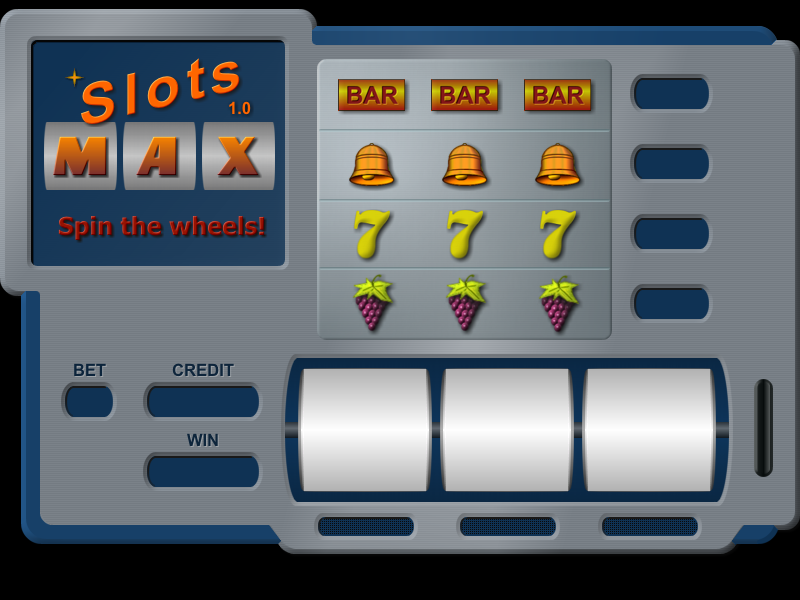 Slots
1.0
MAX
Spin the wheels!
BAR BAR BAR
7 7 7
BET
CREDIT
WIN